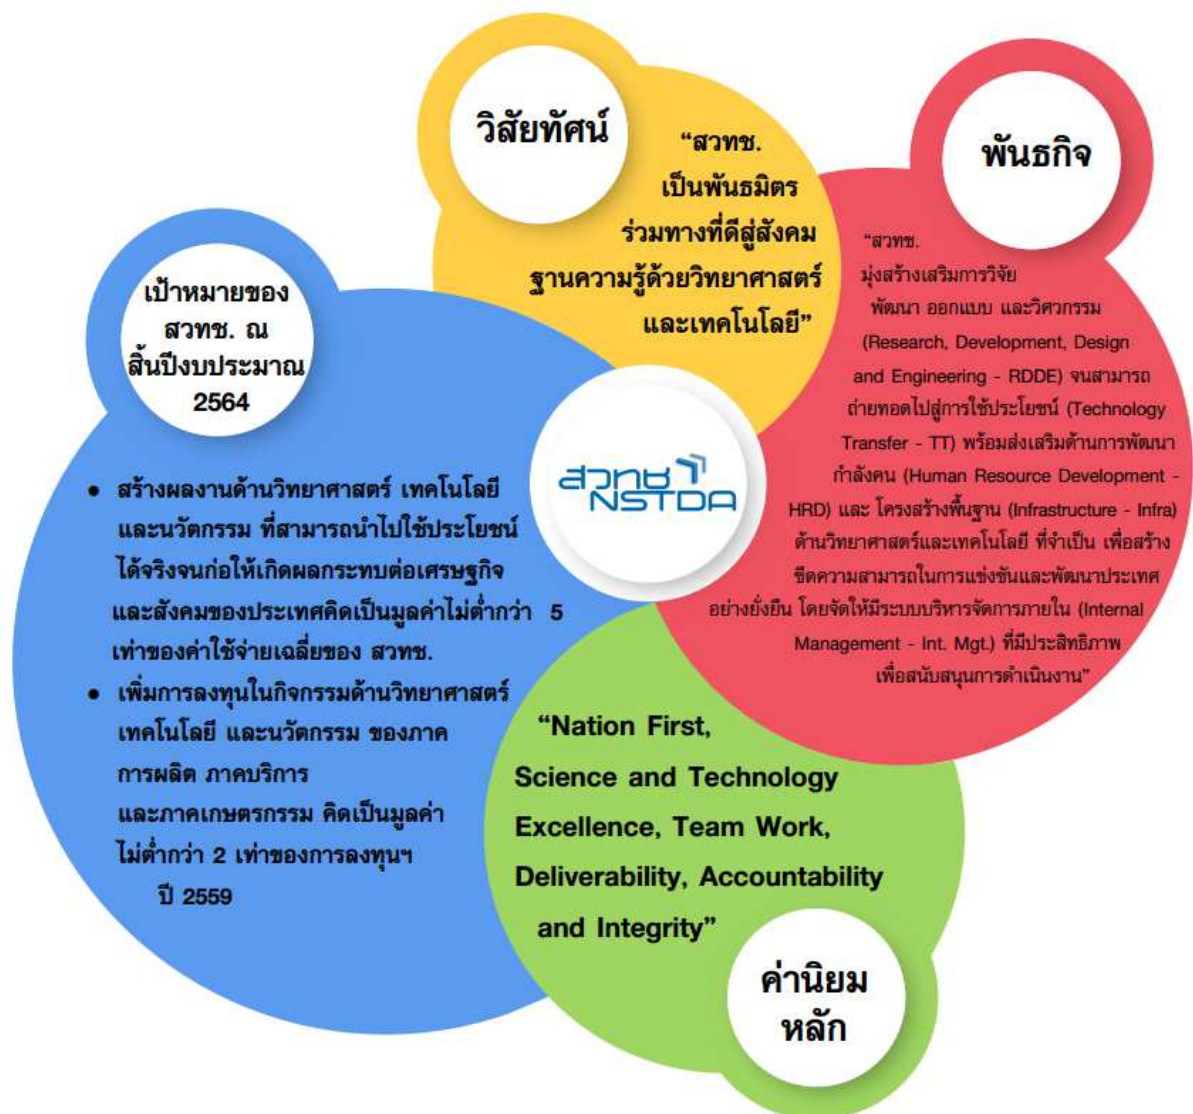 วิสัยทัศน์
“สวทช.
เป็นพันธมิตร
ร่วมทางที่ดีสู่สังคม
ฐานความรู้ด้วยวิทยาศาสตร์
และเทคโนโลยี”
พันธกิจ
“สวทช.
มุ่งสร้างเสริมการวิจัย
พัฒนา ออกแบบ และวิศวกรรม
(Research, Development, Design
and Engineering - RDDE) จนสามารถ
ถ่ายทอดไปสู่การใช้ประโยชน์ (Technology
Transfer - TT) พร้อมส่งเสริมด้านการพัฒนา
กำลังคน (Human Resource Development -
HRD) และ โครงสร้างพื้นฐาน (Infrastructure - Infra)
ด้านวิทยาศาสตร์และเทคโนโลยี ที่จำเป็น เพื่อสร้าง
ขีดความสามารถในการแข่งขันและพัฒนาประเทศ
อย่างยั่งยืน โดยจัดให้มีระบบบริหารจัดการภายใน (Internal
Management - Int. Mgt.) ที่มีประสิทธิภาพ
เพื่อสนับสนุนการดำเนินงาน”
เป้าหมายของ
สวทช. ณ
สิ้นปีงบประมาณ
2564
• สร้างผลงานด้านวิทยาศาสตร์ เทคโนโลยี
และนวัตกรรม ที่สามารถนำไปใช้ประโยชน์
ได้จริงจนก่อให้เกิดผลกระทบต่อเศรษฐกิจ
และสังคมของประเทศคิดเป็นมูลค่าไม่ต่ำกว่า 5
เท่าของค่าใช้จ่ายเฉลี่ยของ สวทช.
• เพิ่มการลงทุนในกิจกรรมด้านวิทยาศาสตร์
เทคโนโลยี และนวัตกรรม ของภาค
การผลิต ภาคบริการ
และภาคเกษตรกรรม คิดเป็นมูลค่า
ไม่ต่ำกว่า 2 เท่าของการลงทุนฯ
ปี 2559
สวทช
NSTDA
“Nation First,
Science and Technology
Excellence, Team Work,
Deliverability, Accountability
and Integrity”
ค่านิยม
หลัก